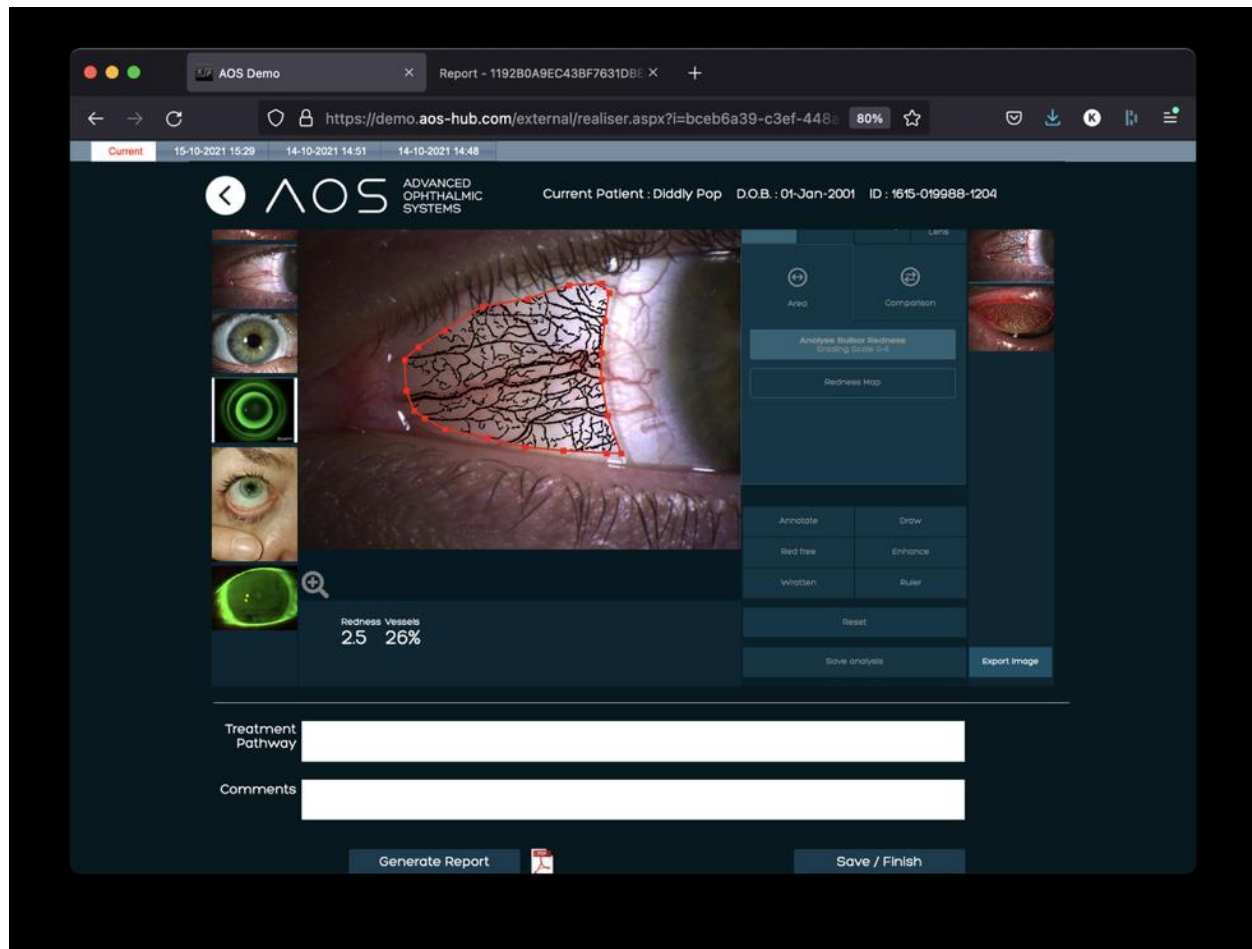 AOS Demo
Report - 1192B0A9EC43BF7631DBE
https://demo.aos-hub.com/external/realiser.aspx?i=bceb6a39-c3ef-448a
80%
K
Current 15-10-2021 15:29 14-10-2021 14:51 14-10-2021 14:48
AOS ADVANCED
OPHTHALMIC
SYSTEMS
Current Patient : Diddly Pop D.O.B. : 01-Jan-2001 ID : 1615-019988-1204
Lens
Area Comparison
Analyse Bulbar Redness
Grading Scale 0-4
Redness Map
Annotate Draw
Red free Enhance
Wratten Ruler
Redness Vessels
2.5 26%
Reset
Save analysis
Export Image
Treatment
Pathway
Comments
Generate Report
Save / Finish